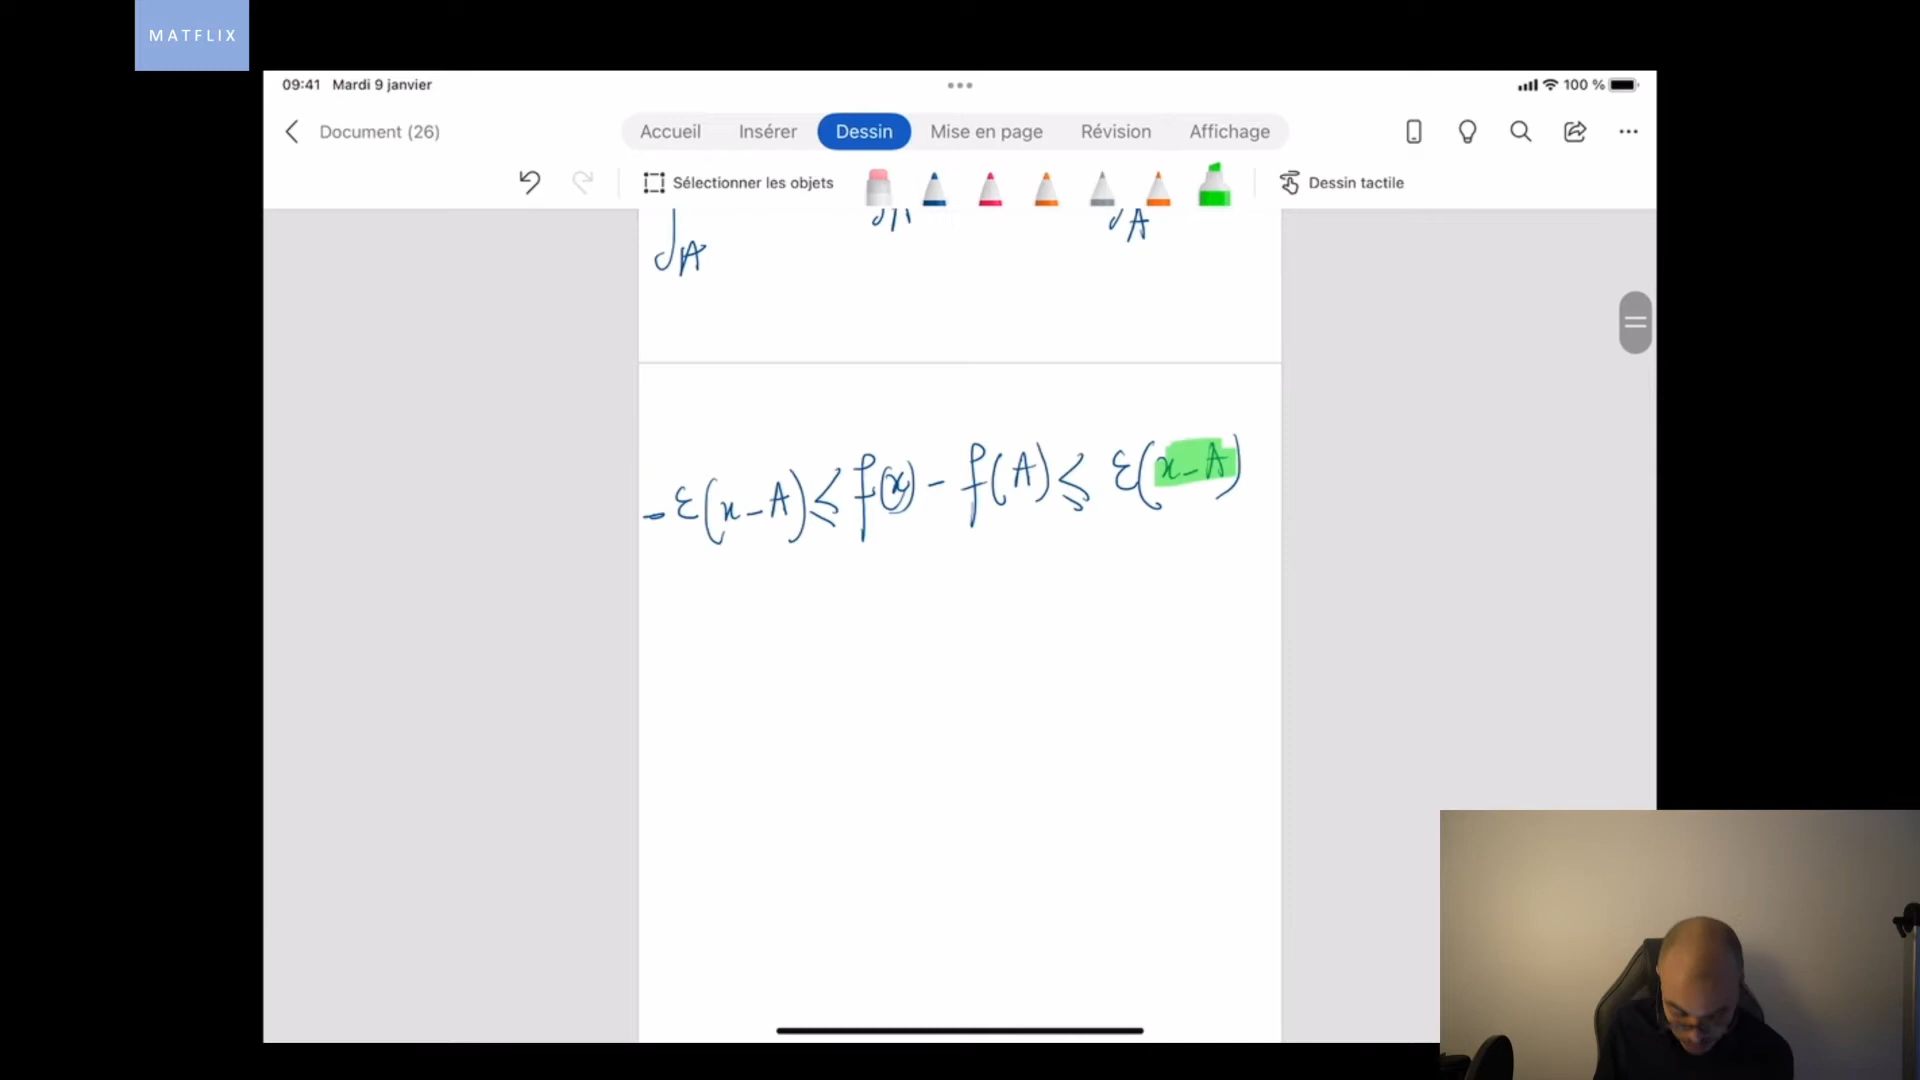 MATFLIX
09:41 Mardi 9 janvier
100 %
Document (26)
Accueil Insérer Dessin Mise en page Révision Affichage
Sélectionner les objets
Dessin tactile
∫A
A
-ε(x-A) ≤ f(x) - f(A) ≤ ε(x-A)